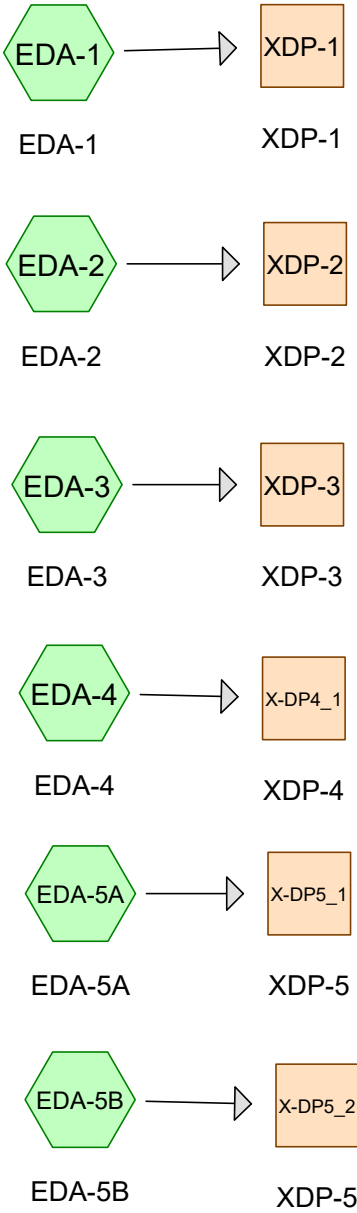 EDA-1
XDP-1
EDA-1
XDP-1
EDA-2
XDP-2
EDA-2
XDP-2
EDA-3
XDP-3
EDA-3
XDP-3
EDA-4
X-DP4_1
EDA-4
XDP-4
EDA-5A
X-DP5_1
EDA-5A
XDP-5
EDA-5B
X-DP5_2
EDA-5B
XDP-5